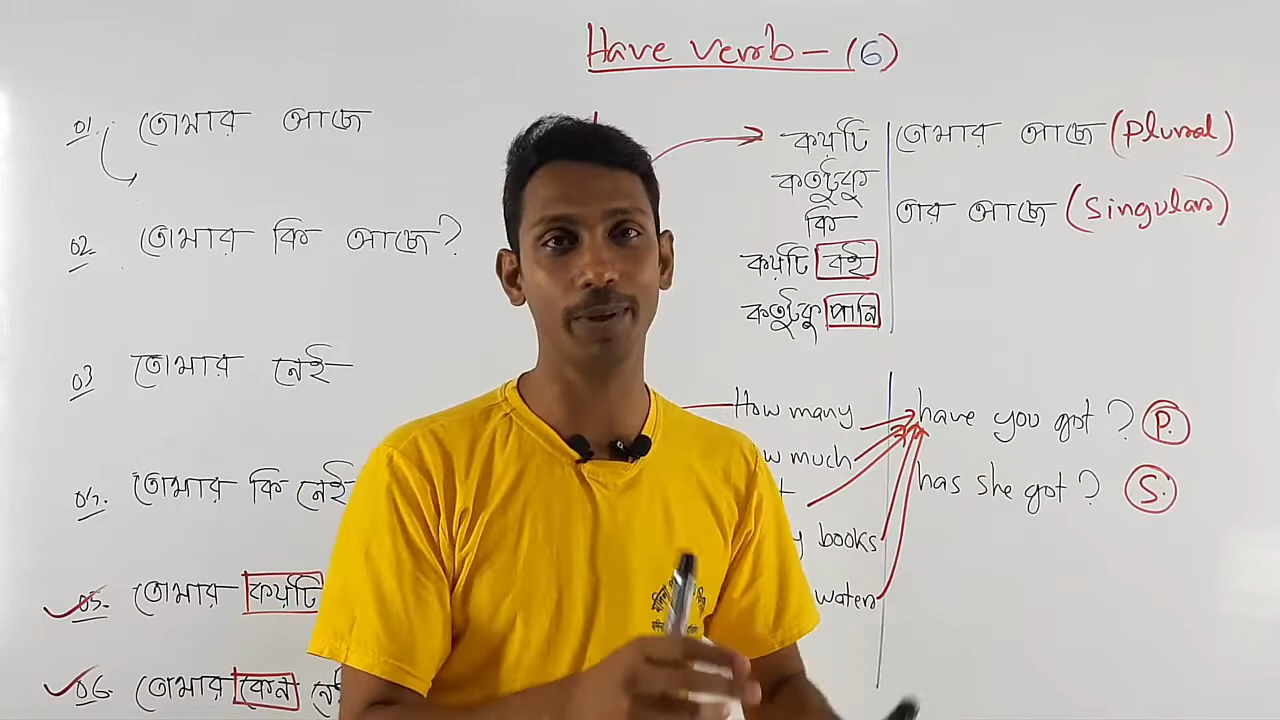 Have verb - (6)
01. তোমার আছে
02. তোমার কি আছে?
03 তোমার নেই
04. তোমার কি নেই
05. তোমার কয়টি
06. তোমার কেন নেই
কয়টি
কতটুকু
কি
কয়টি বই
কতটুকু পানি
তোমার আছে (Plural)
তার আছে (Singular)
How many
much
books
water
have you got? P.
has she got? S.